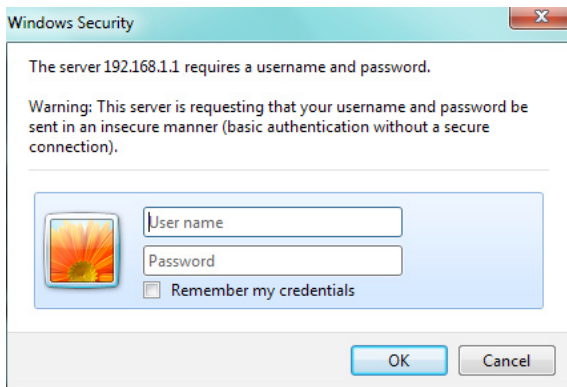 Windows Security
The server 192.168.1.1 requires a username and password.
Warning: This server is requesting that your username and password be
sent in an insecure manner (basic authentication without a secure
connection).
User name
Password
Remember my credentials
OK
Cancel